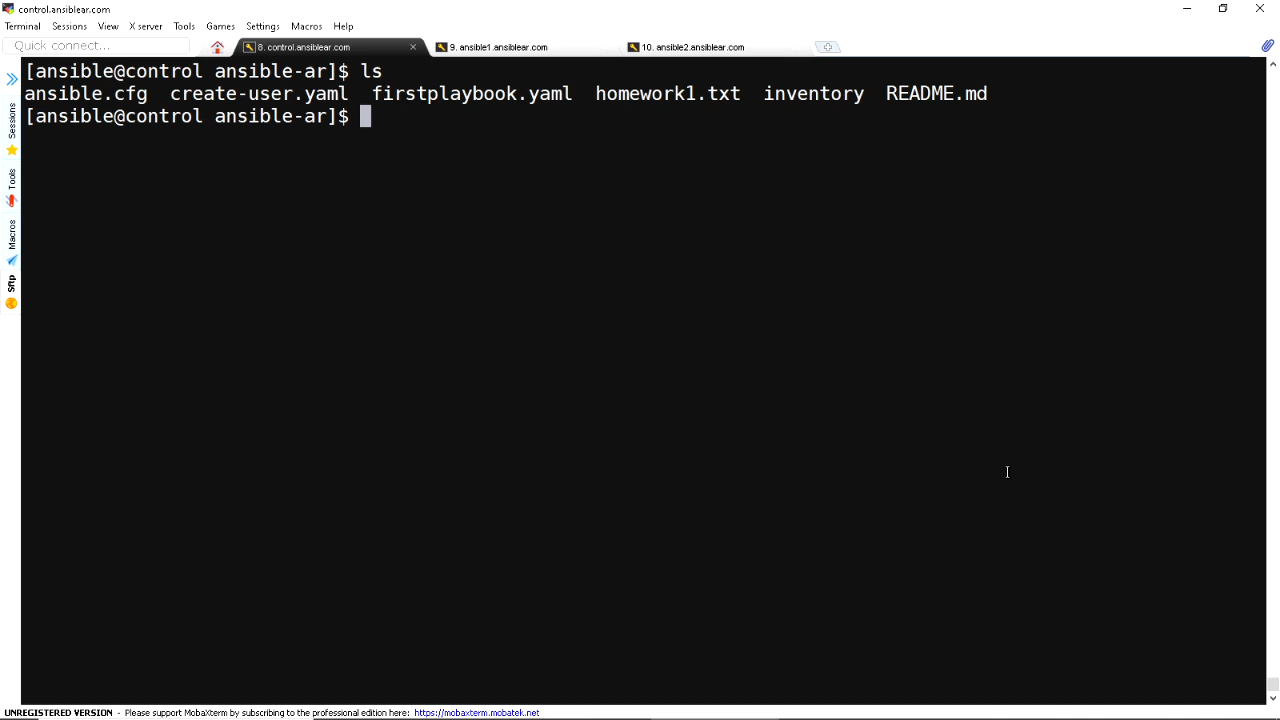 control.ansiblear.com
Terminal Sessions View X server Tools Games Settings Macros Help
Quick connect... 8. control.ansiblear.com 9. ansible1.ansiblear.com 10. ansible2.ansiblear.com
[ansible@control ansible-ar]$ ls
ansible.cfg create-user.yaml firstplaybook.yaml homework1.txt inventory README.md
[ansible@control ansible-ar]$
Sessions
Tools
Macros
Sftp
UNREGISTERED VERSION - Please support MobaXterm by subscribing to the professional edition here: https://mobaxterm.mobatek.net